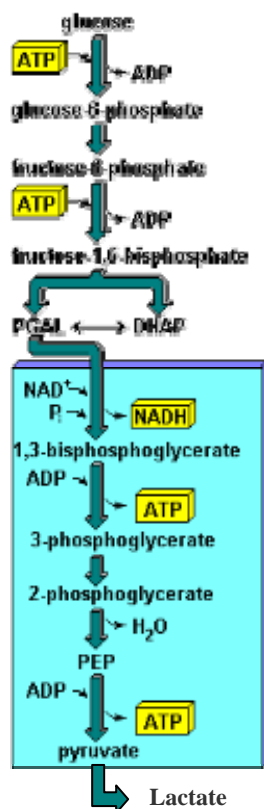 glucose
ATP
ADP
glucose-6-phosphate
fructose-6-phosphate
ATP
ADP
fructose-1,6-bisphosphate
PGAL DHAP
NAD+
Pi
NADH
1,3-bisphosphoglycerate
ADP
ATP
3-phosphoglycerate
2-phosphoglycerate
H2O
PEP
ADP
ATP
pyruvate
Lactate